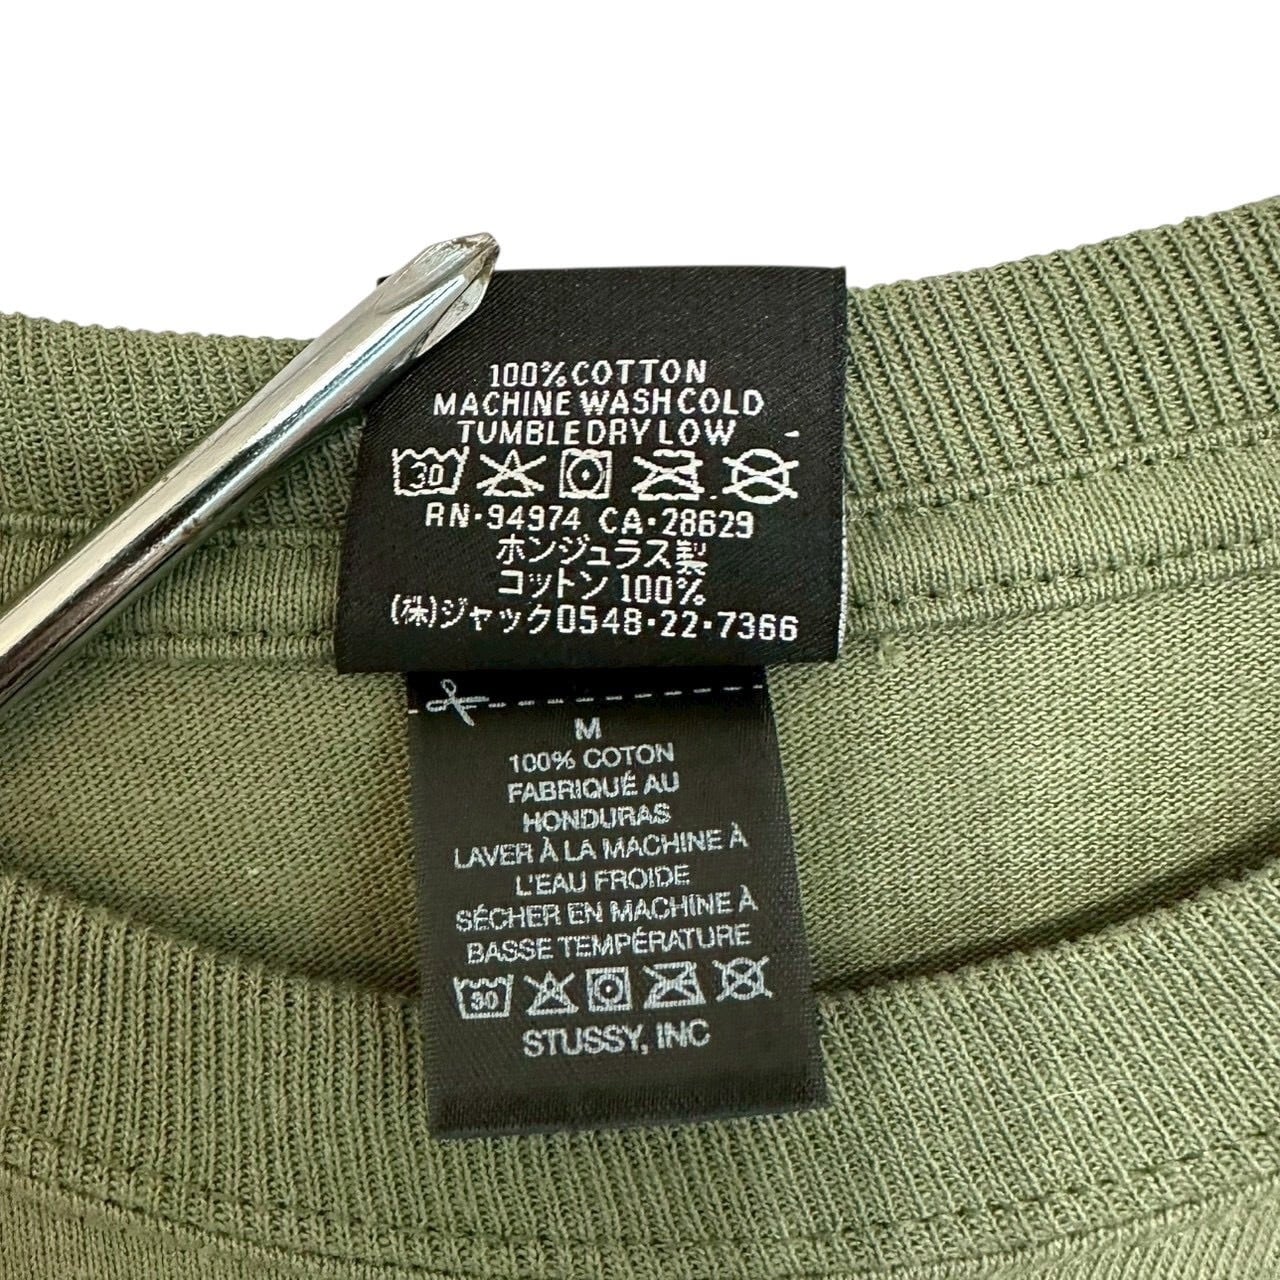 100% COTTON
MACHINE WASH COLD
TUMBLE DRY LOW
30
RN·94974 CA·28629
ホンジュラス製
コットン 100%
(株)ジャック0548·22·7366
M
100% COTON
FABRIQUÉ AU
HONDURAS
LAVER À LA MACHINE À
L'EAU FROIDE
SÉCHER EN MACHINE À
BASSE TEMPÉRATURE
30
STUSSY, INC